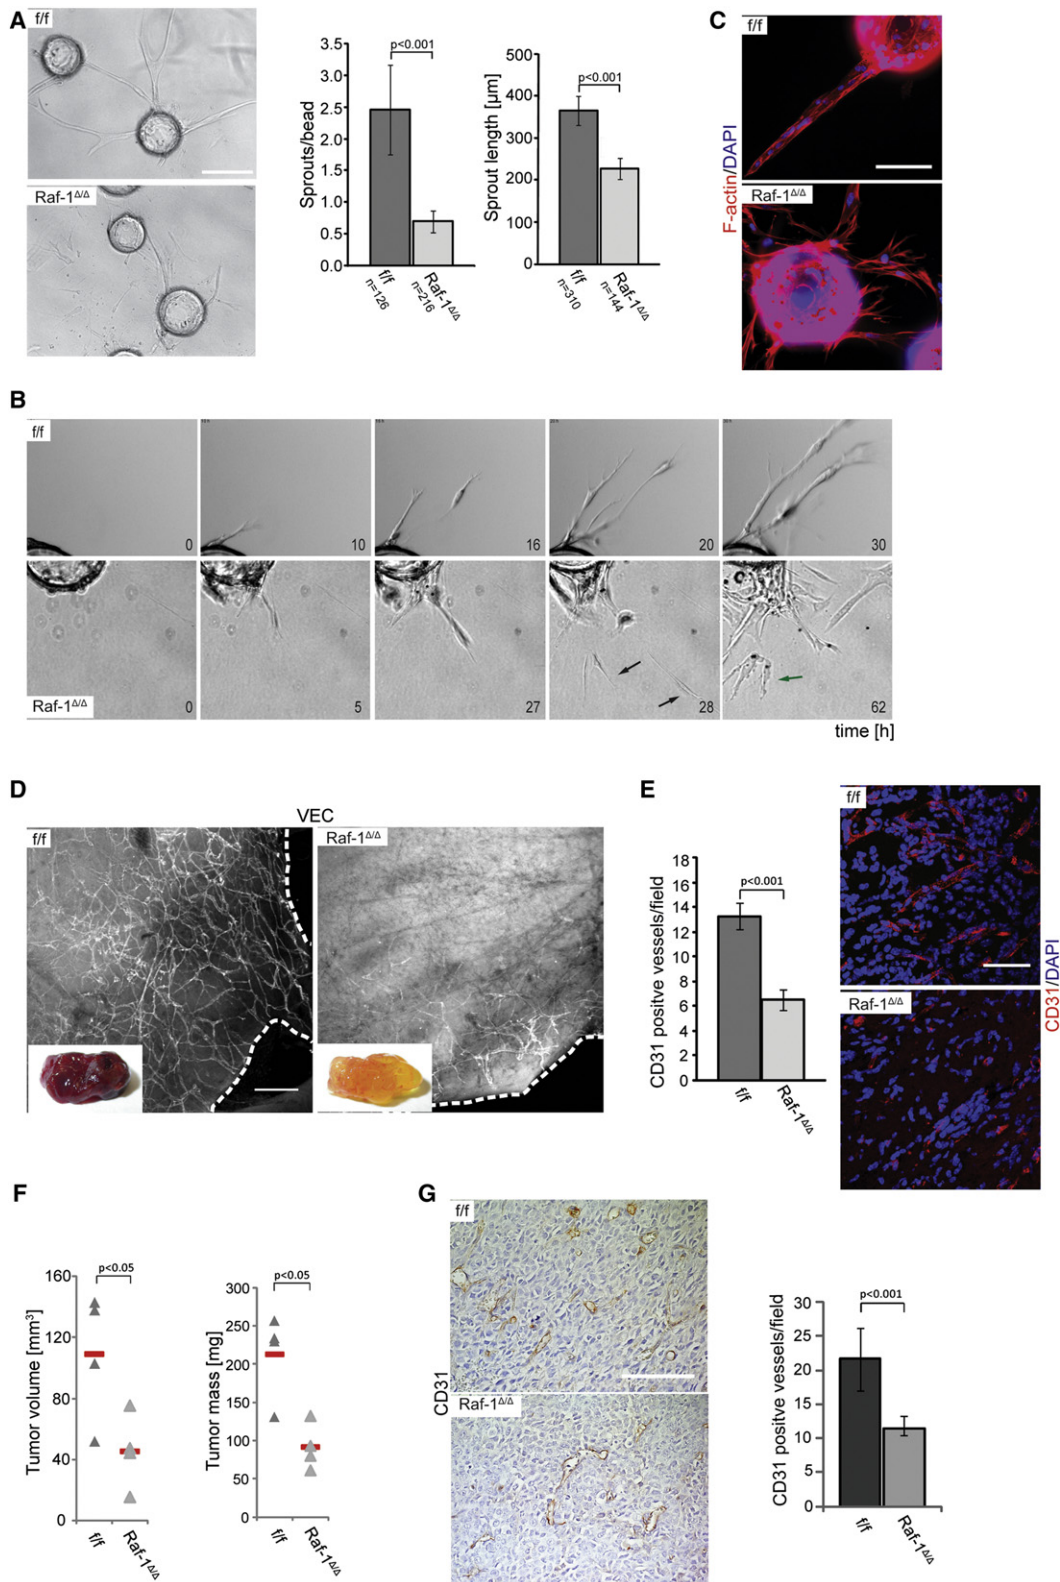 A
f/f
Raf-1Δ/Δ
Sprouts/bead
3.5
3.0
2.5
2.0
1.5
1.0
0.5
0.0
p<0.001
f/f
n=126
Raf-1Δ/Δ
n=216
Sprout length [µm]
500
400
300
200
100
0
p<0.001
f/f
n=310
Raf-1Δ/Δ
n=144
C
F-actin/DAPI
f/f
Raf-1Δ/Δ
B
f/f
0
10
16
20
30
Raf-1Δ/Δ
0
5
27
28
62
time [h]
D
VEC
f/f
Raf-1Δ/Δ
E
CD31 positve vessels/field
18
16
14
12
10
8
6
4
2
0
p<0.001
f/f
Raf-1Δ/Δ
f/f
Raf-1Δ/Δ
CD31/DAPI
F
Tumor volume [mm³]
160
120
80
40
0
p<0.05
f/f
Raf-1Δ/Δ
Tumor mass [mg]
300
250
200
150
100
50
0
p<0.05
f/f
Raf-1Δ/Δ
G
CD31
f/f
Raf-1Δ/Δ
CD31 positve vessels/field
30
25
20
15
10
5
0
p<0.001
f/f
Raf-1Δ/Δ